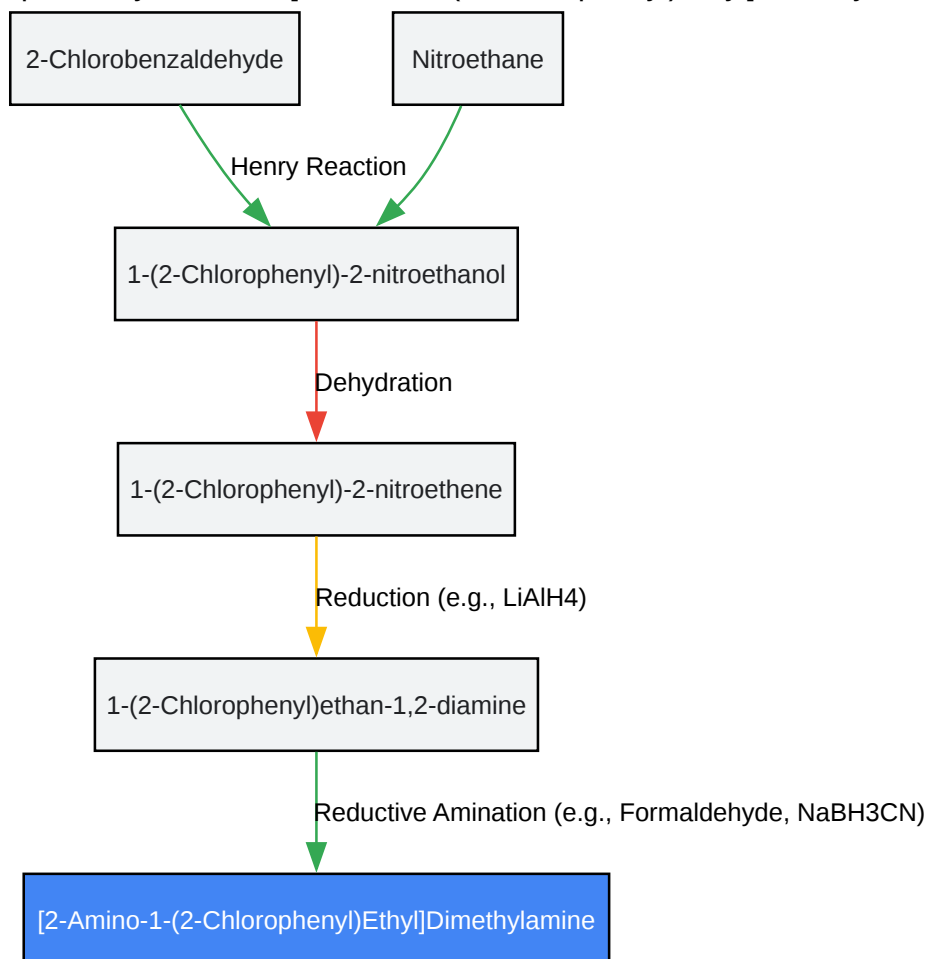 2-Chlorobenzaldehyde
Nitroethane
Henry Reaction
1-(2-Chlorophenyl)-2-nitroethanol
Dehydration
1-(2-Chlorophenyl)-2-nitroethene
Reduction (e.g., LiAlH4)
1-(2-Chlorophenyl)ethan-1,2-diamine
Reductive Amination (e.g., Formaldehyde, NaBH3CN)
[2-Amino-1-(2-Chlorophenyl)Ethyl]Dimethylamine